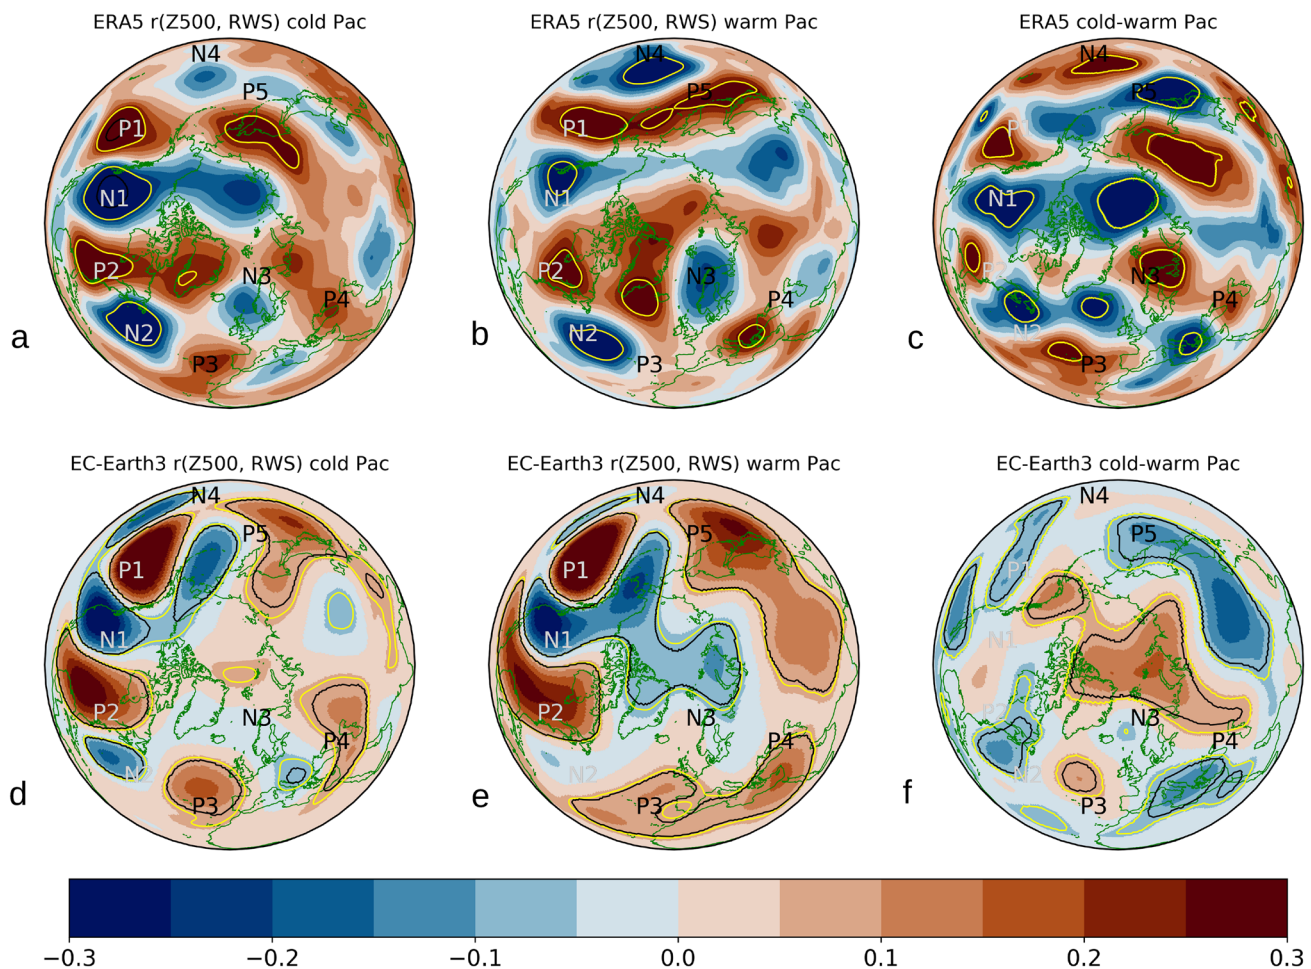 ERA5 r(Z500, RWS) cold Pac
ERA5 r(Z500, RWS) warm Pac
ERA5 cold-warm Pac
N4
P5
P1
N1
P2
N3
P4
N2
P3
a
N4
P5
P1
N1
P2
N3
P4
N2
P3
b
N4
P5
P1
N1
P2
N3
P4
N2
P3
c
EC-Earth3 r(Z500, RWS) cold Pac
EC-Earth3 r(Z500, RWS) warm Pac
EC-Earth3 cold-warm Pac
N4
P5
P1
N1
P2
N3
P4
N2
P3
d
N4
P5
P1
N1
P2
N3
P4
N2
P3
e
N4
P5
P1
N1
P2
N3
P4
N2
P3
f
−0.3 −0.2 −0.1 0.0 0.1 0.2 0.3